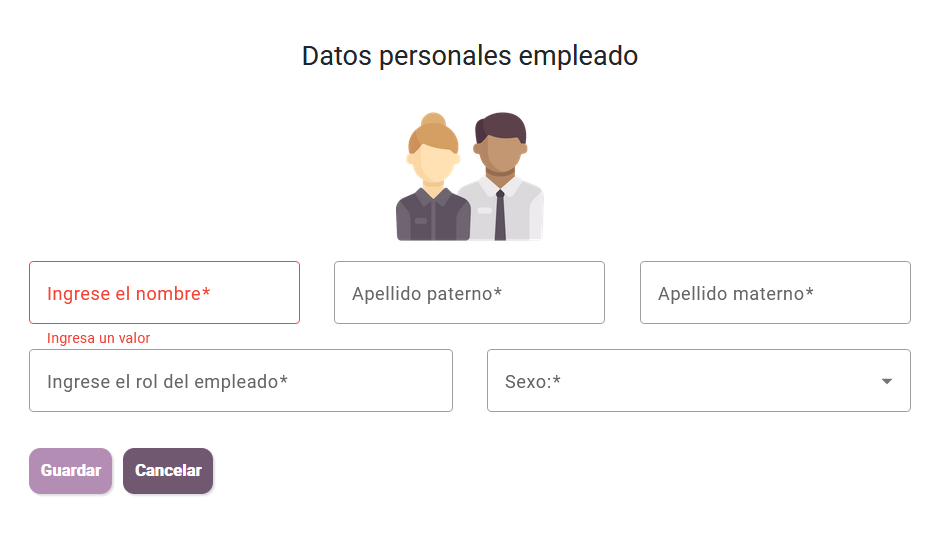 Datos personales empleado
Ingrese el nombre*
Apellido paterno*
Apellido materno*
Ingresa un valor
Ingrese el rol del empleado*
Sexo:*
Guardar
Cancelar